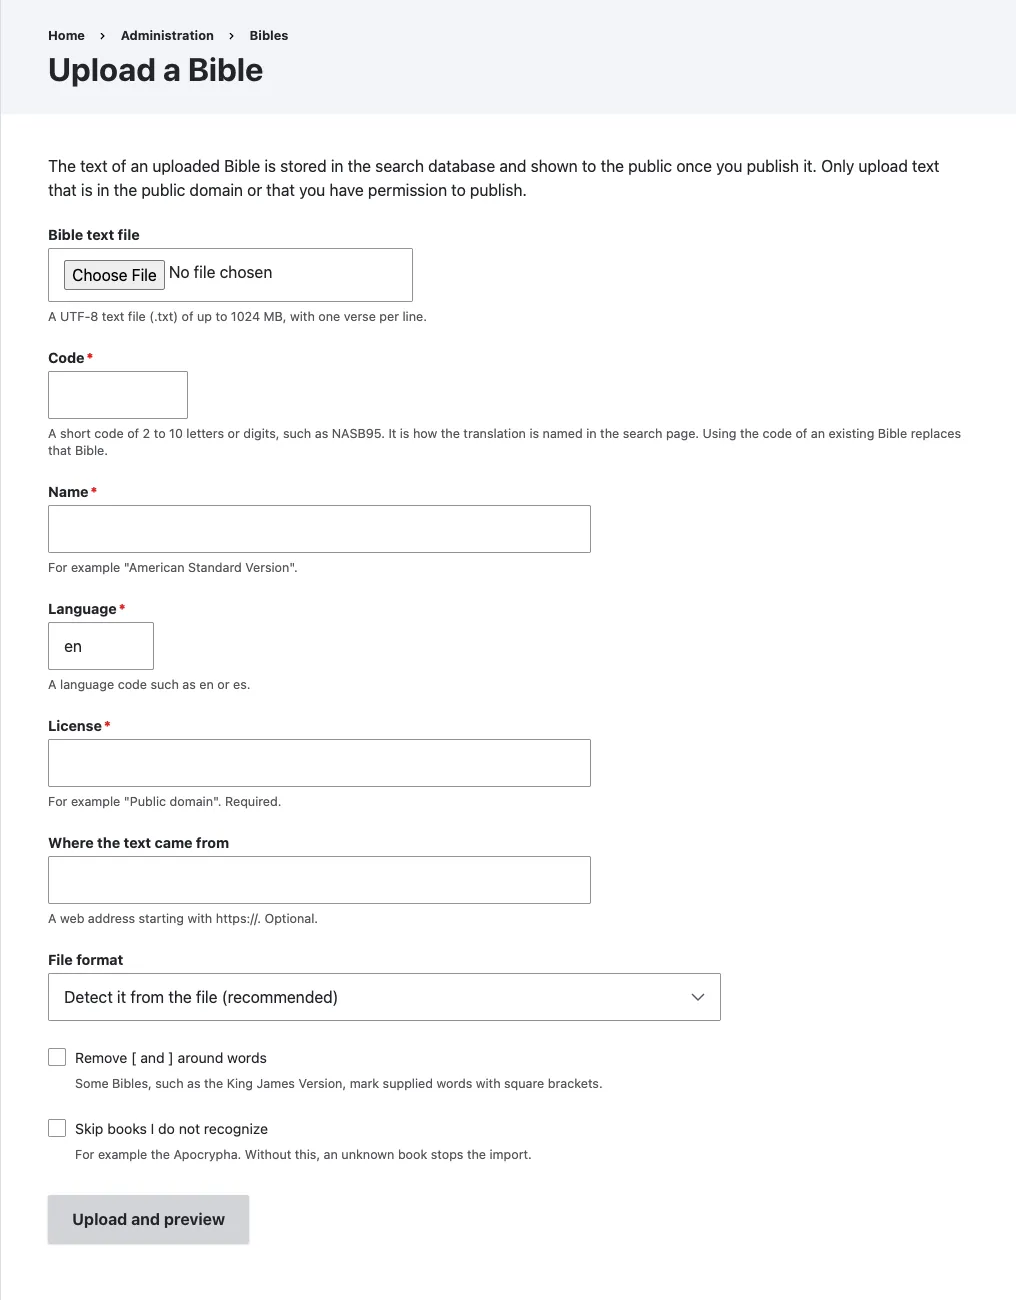 Home › Administration › Bibles
Upload a Bible
The text of an uploaded Bible is stored in the search database and shown to the public once you publish it. Only upload text
that is in the public domain or that you have permission to publish.
Bible text file
Choose File No file chosen
A UTF-8 text file (.txt) of up to 1024 MB, with one verse per line.
Code*
A short code of 2 to 10 letters or digits, such as NASB95. It is how the translation is named in the search page. Using the code of an existing Bible replaces
that Bible.
Name*
For example "American Standard Version".
Language*
en
A language code such as en or es.
License*
For example "Public domain". Required.
Where the text came from
A web address starting with https://. Optional.
File format
Detect it from the file (recommended)
Remove [ and ] around words
Some Bibles, such as the King James Version, mark supplied words with square brackets.
Skip books I do not recognize
For example the Apocrypha. Without this, an unknown book stops the import.
Upload and preview